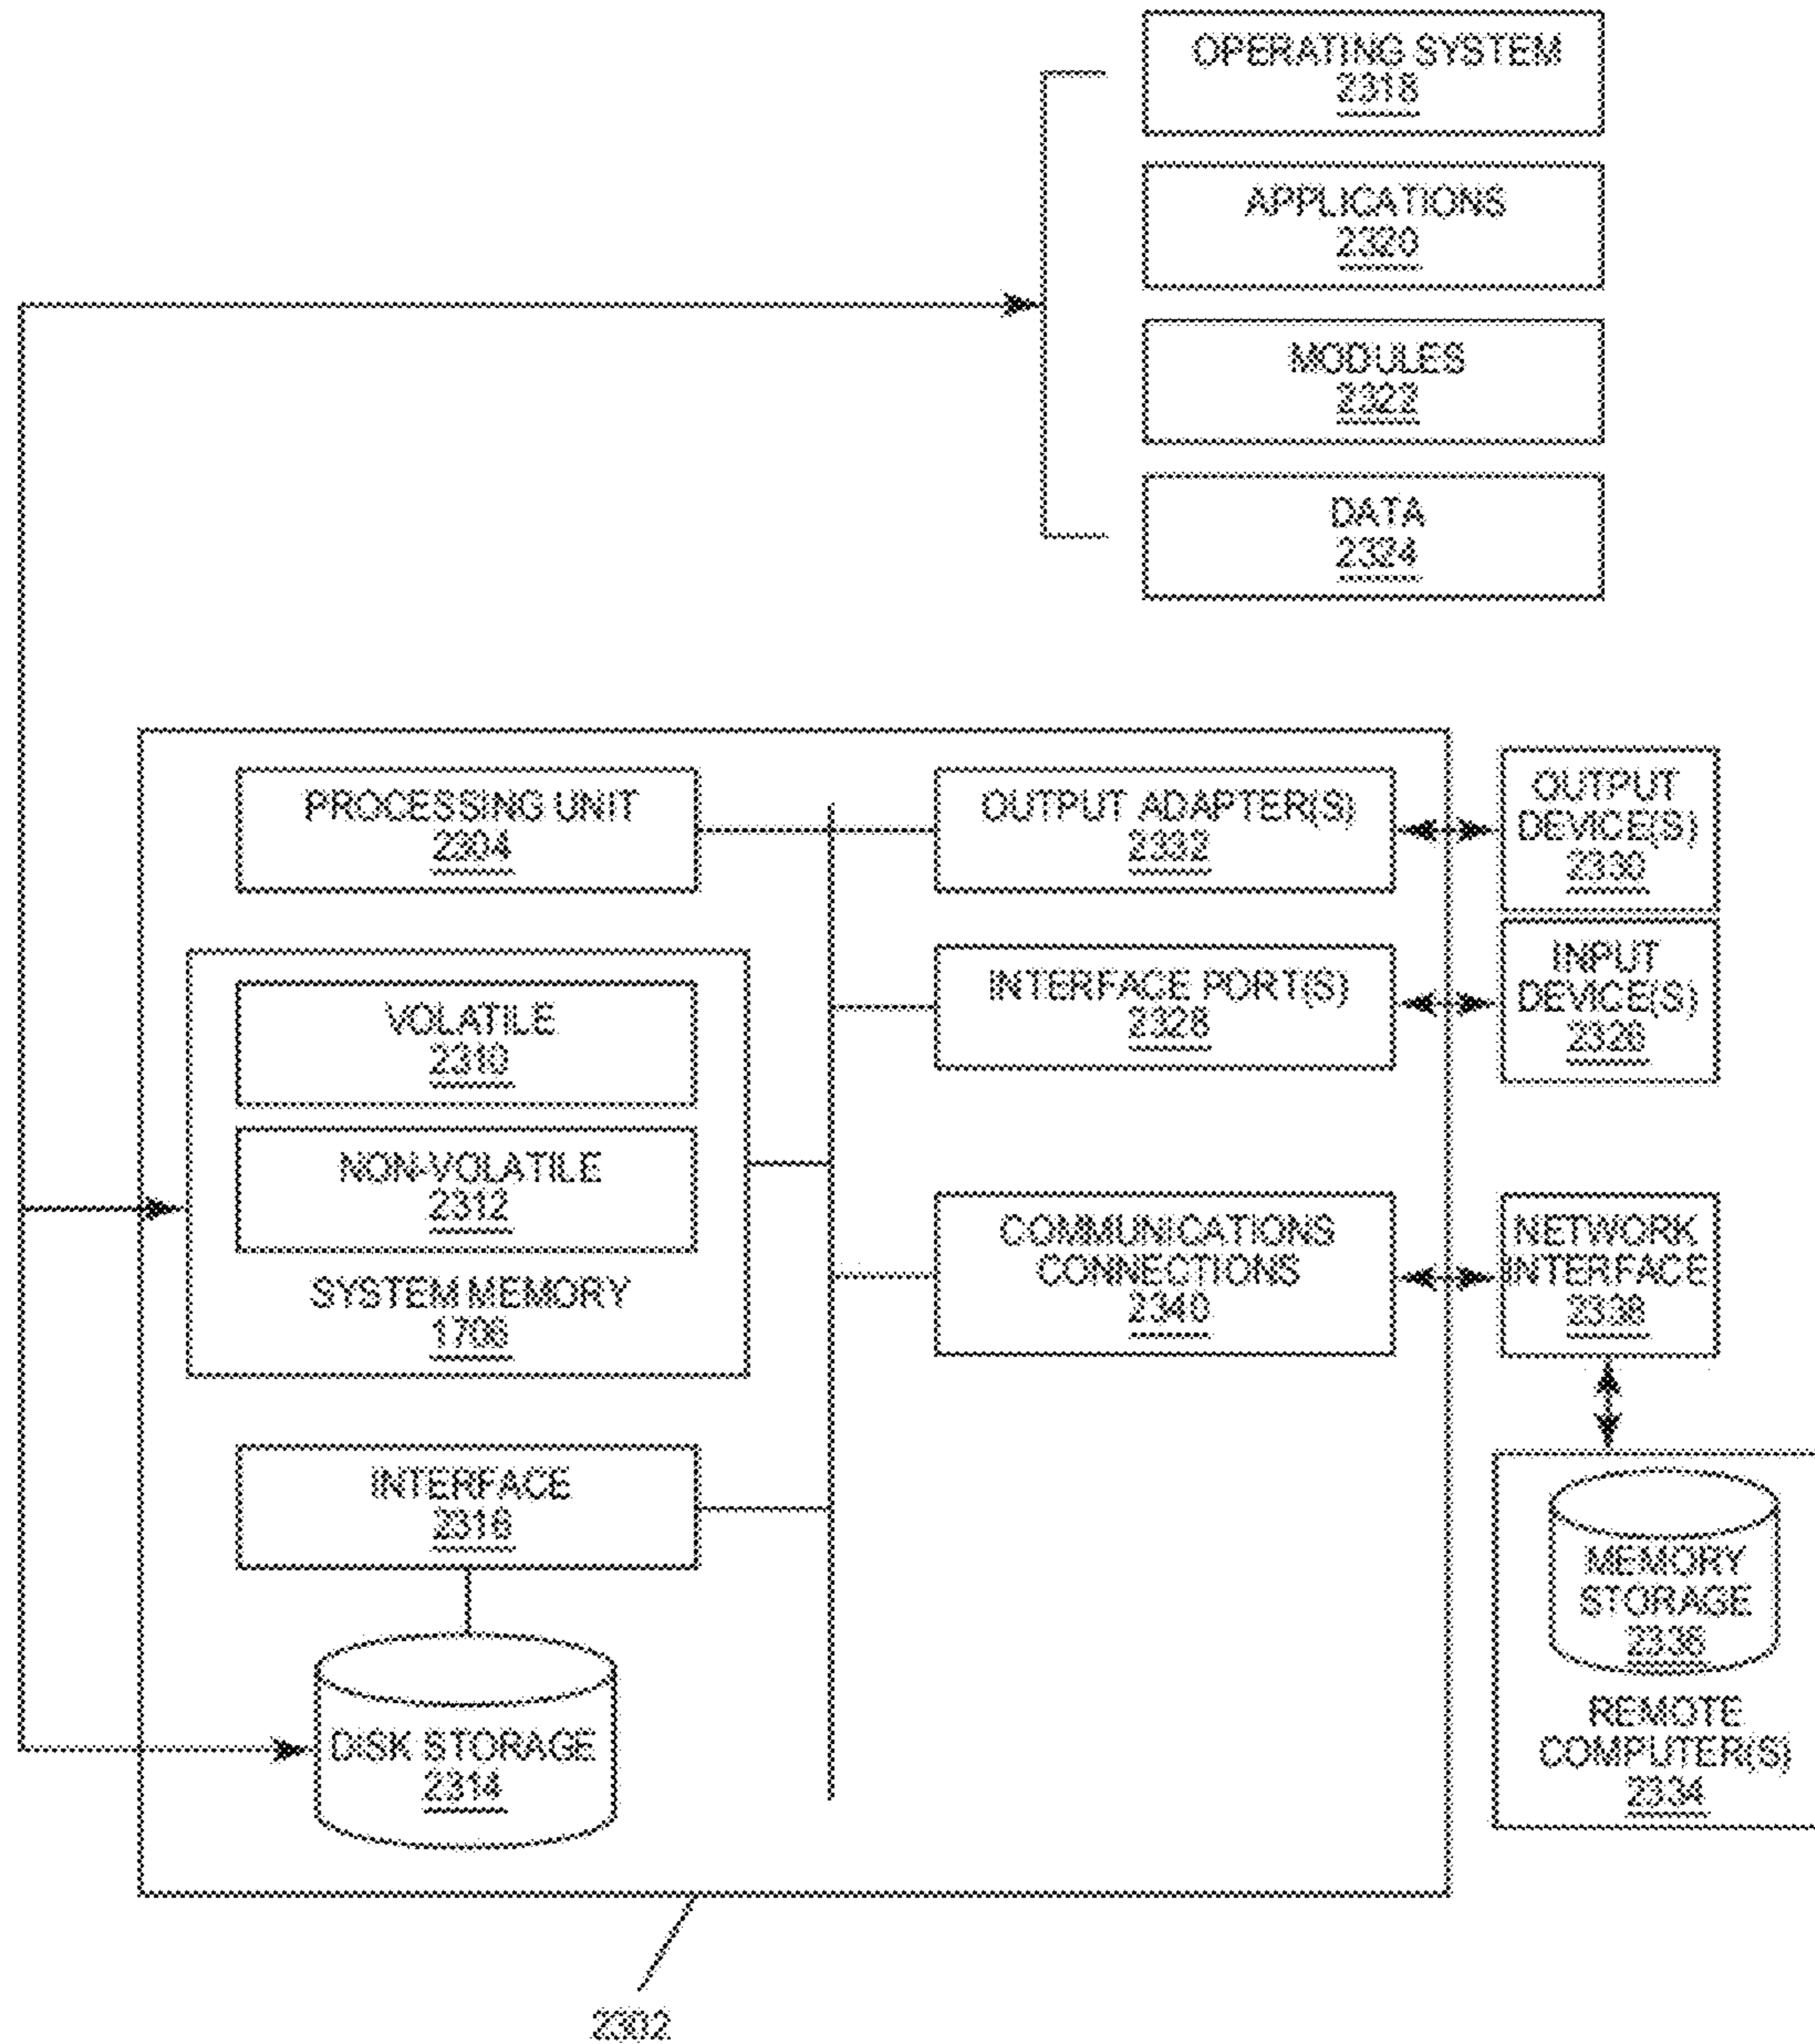 OPERATING SYSTEM
2318
APPLICATIONS
2320
MODULES
2322
DATA
2324
PROCESSING UNIT
2304
OUTPUT ADAPTER(S)
2332
OUTPUT
DEVICE(S)
2330
VOLATILE
2310
INTERFACE PORT(S)
2328
INPUT
DEVICE(S)
2326
NON-VOLATILE
2312
SYSTEM MEMORY
1706
COMMUNICATIONS
CONNECTIONS
2340
NETWORK
INTERFACE
2338
INTERFACE
2316
DISK STORAGE
2314
MEMORY
STORAGE
2336
REMOTE
COMPUTER(S)
2334
2302